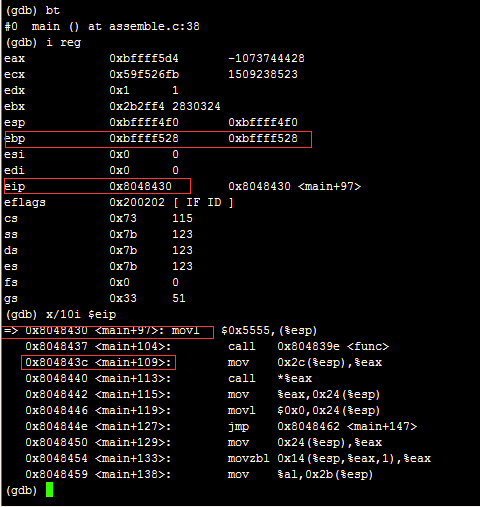 (gdb) bt
#0  main () at assemble.c:38
(gdb) i reg
eax            0xbffff5d4       -1073744428
ecx            0x59f526fb       1509238523
edx            0x1      1
ebx            0x2b2ff4 2830324
esp            0xbffff4f0       0xbffff4f0
ebp            0xbffff528       0xbffff528
esi            0x0      0
edi            0x0      0
eip            0x8048430        0x8048430 <main+97>
eflags         0x200202 [ IF ID ]
cs             0x73     115
ss             0x7b     123
ds             0x7b     123
es             0x7b     123
fs             0x0      0
gs             0x33     51
(gdb) x/10i $eip
=> 0x8048430 <main+97>: movl   $0x5555,(%esp)
   0x8048437 <main+104>:        call   0x804839e <func>
   0x804843c <main+109>:        mov    0x2c(%esp),%eax
   0x8048440 <main+113>:        call   *%eax
   0x8048442 <main+115>:        mov    %eax,0x24(%esp)
   0x8048446 <main+119>:        movl   $0x0,0x24(%esp)
   0x804844e <main+127>:        jmp    0x8048462 <main+147>
   0x8048450 <main+129>:        mov    0x24(%esp),%eax
   0x8048454 <main+133>:        movzbl 0x14(%esp,%eax,1),%eax
   0x8048459 <main+138>:        mov    %al,0x2b(%esp)
(gdb)